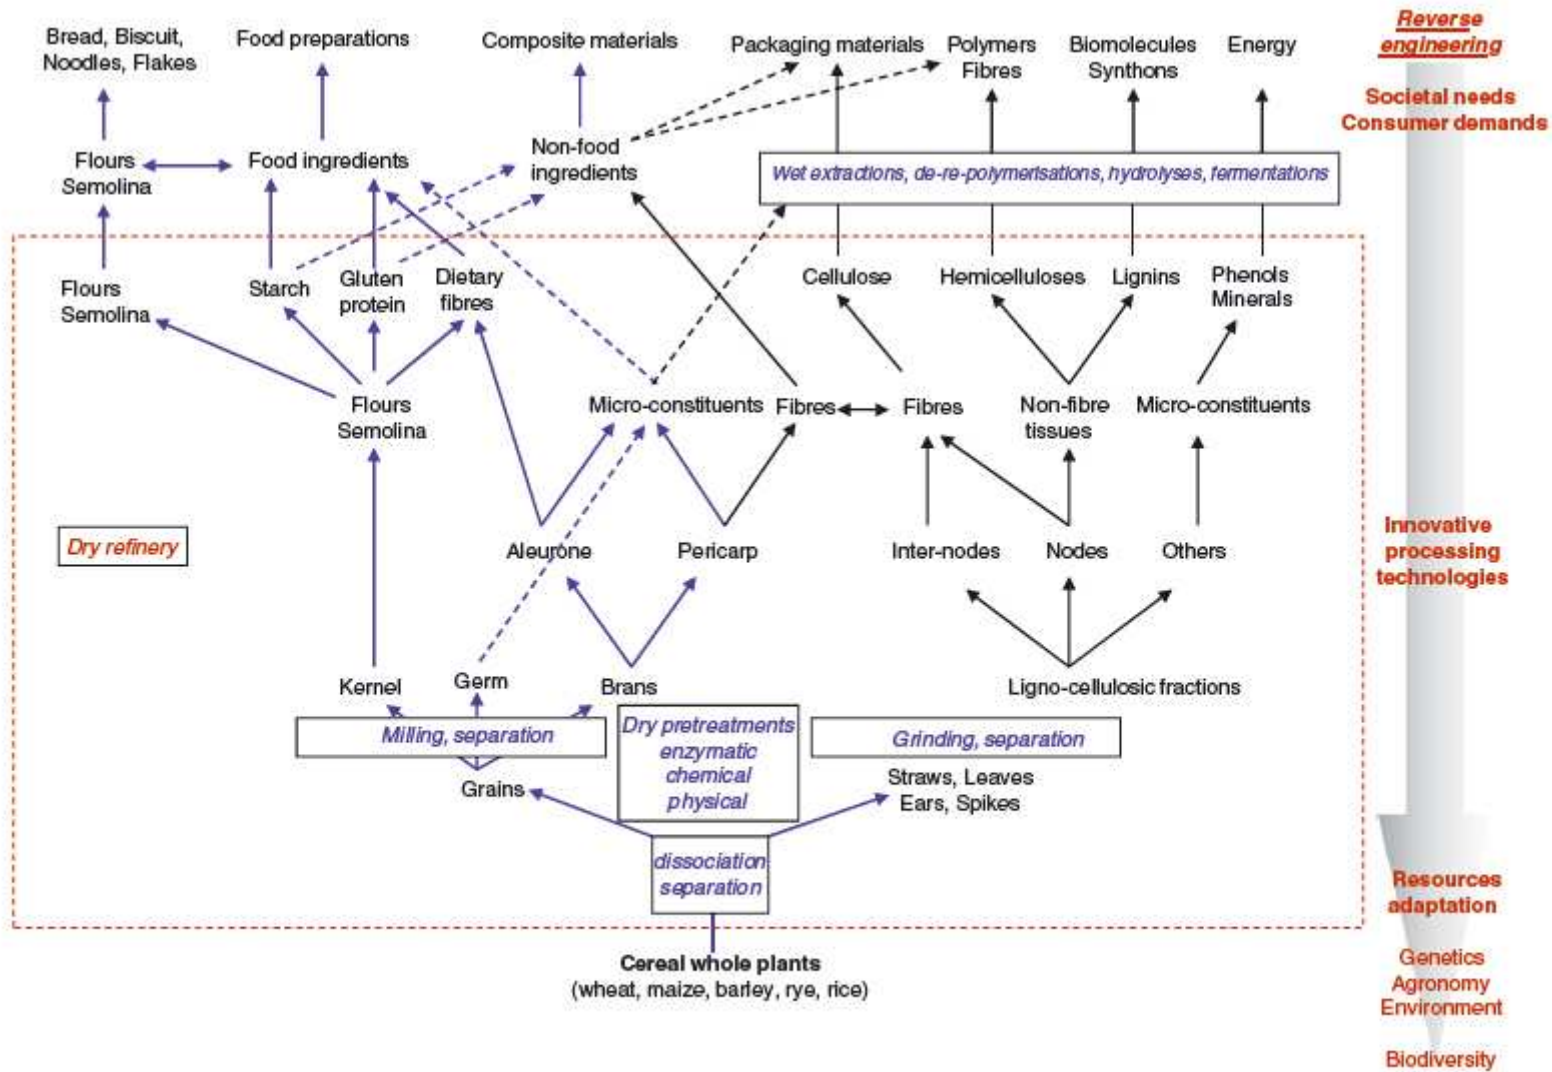 Reverse
engineering
Bread, Biscuit,
Noodles, Flakes
Food preparations
Composite materials
Packaging materials
Polymers
Fibres
Biomolecules
Synthon
Energy
Societal needs
Consumer demands
Flours
Semolina
Food ingredients
Non-food
ingredients
Wet extractions, de-re-polymerisations, hydrolyses, fermentations
Flours
Semolina
Starch
Gluten
protein
Dietary
fibres
Cellulose
Hemicelluloses
Lignins
Phenols
Minerals
Flours
Semolina
Micro-constituents
Fibres
Fibres
Non-fibre
tissues
Micro-constituents
Dry refinery
Aleurone
Pericarp
Inter-nodes
Nodes
Others
Innovative
processing
technologies
Kernel
Germ
Brans
Ligno-cellulosic fractions
Milling, separation
Dry pretreatments
enzymatic
chemical
physical
Grinding, separation
Grains
Straws, Leaves
Ears, Spikes
dissociation
separation
Resources
adaptation
Cereal whole plants
(wheat, maize, barley, rye, rice)
Genetics
Agronomy
Environment
Biodiversity